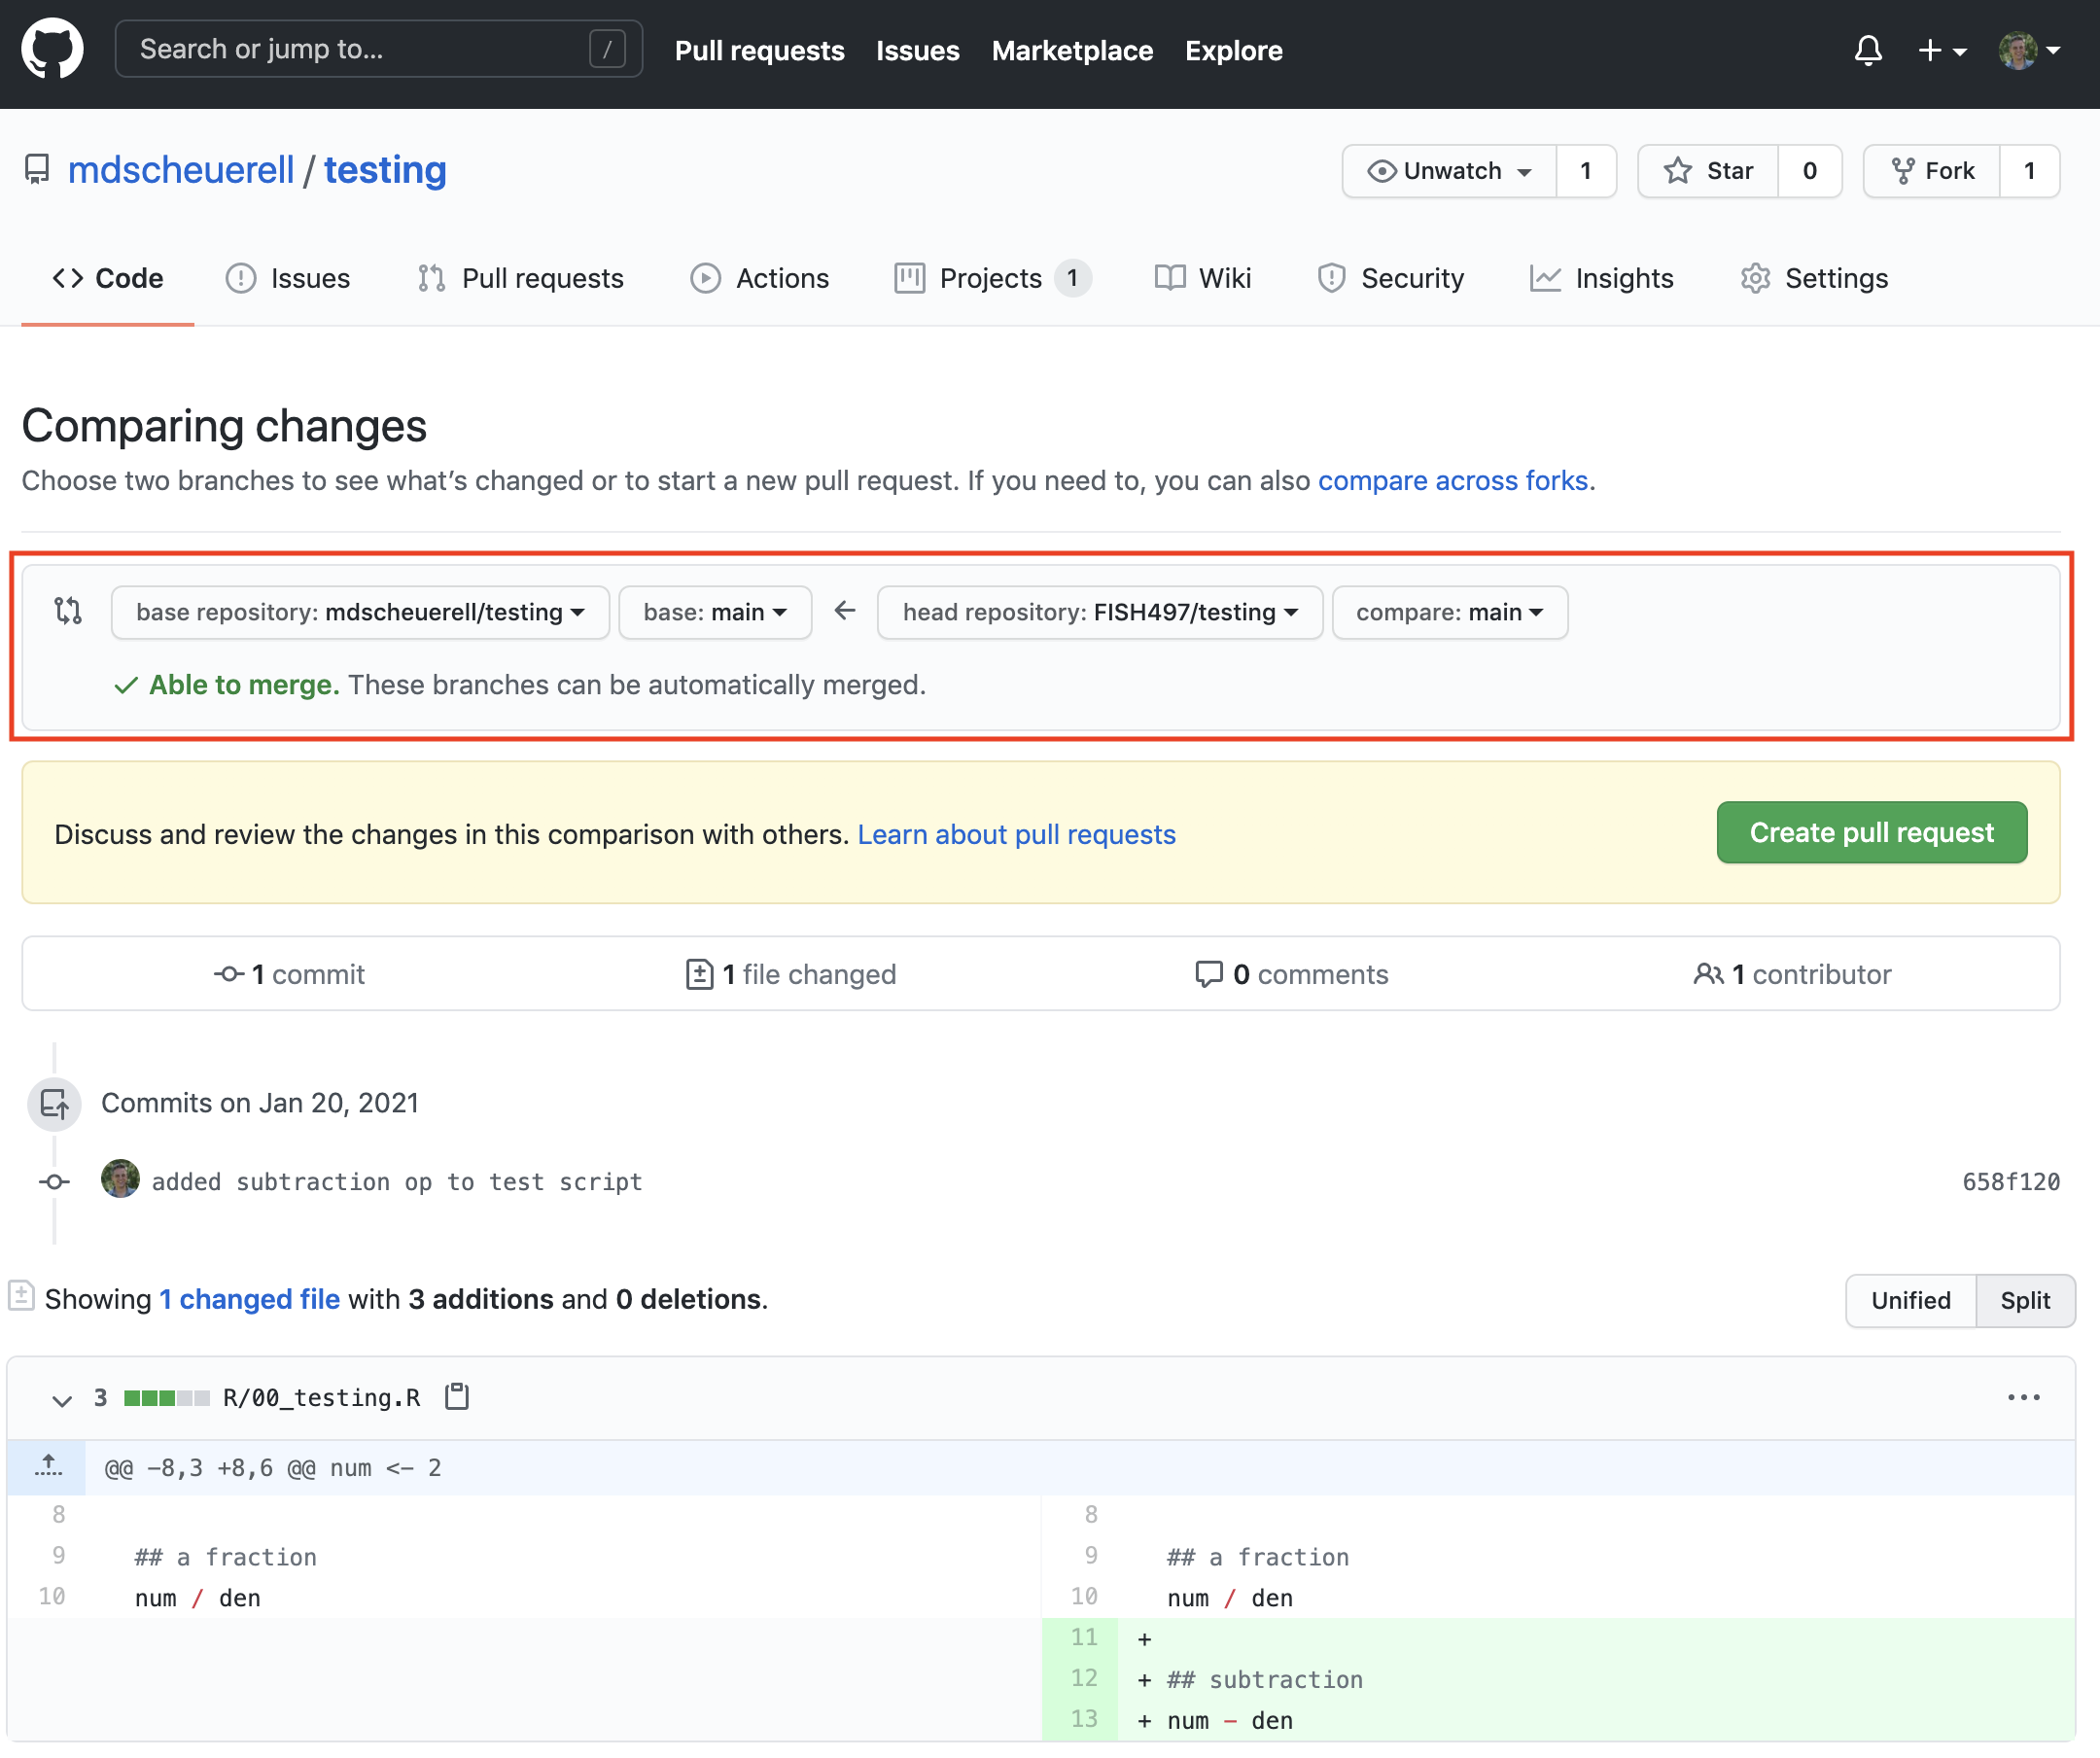 Search or jump to... / Pull requests Issues Marketplace Explore
mdscheuerell / testing Unwatch 1 Star 0 Fork 1
Code Issues Pull requests Actions Projects 1 Wiki Security Insights Settings
Comparing changes
Choose two branches to see what’s changed or to start a new pull request. If you need to, you can also compare across forks.
base repository: mdscheuerell/testing base: main ← head repository: FISH497/testing compare: main
✓ Able to merge. These branches can be automatically merged.
Discuss and review the changes in this comparison with others. Learn about pull requests Create pull request
1 commit 1 file changed 0 comments 1 contributor
Commits on Jan 20, 2021
added subtraction op to test script 658f120
Showing 1 changed file with 3 additions and 0 deletions. Unified Split
3 R/00_testing.R ...
@@ -8,3 +8,6 @@ num <- 2
8 8
9 ## a fraction 9 ## a fraction
10 num / den 10 num / den
11 +
12 + ## subtraction
13 + num - den